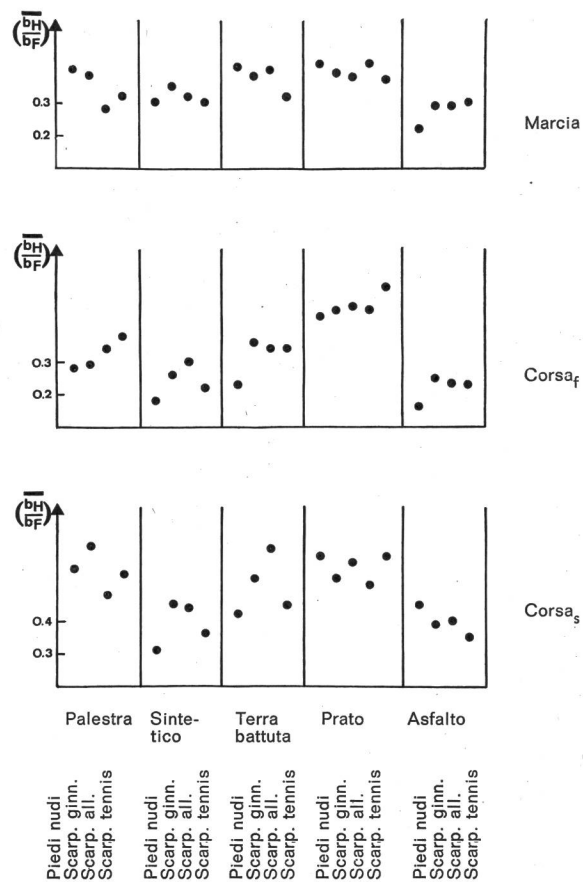 (bH/bF)
0.3
0.2
Marcia
(bH/bF)
0.3
0.2
Corsaf
(bH/bF)
0.4
0.3
Corsas
Palestra Sinte- Terra Prato Asfalto
tico battuta
Piedi nudi
Scarp. ginn.
Scarp. all.
Scarp. tennis
Piedi nudi
Scarp. ginn.
Scarp. all.
Scarp. tennis
Piedi nudi
Scarp. ginn.
Scarp. all.
Scarp. tennis
Piedi nudi
Scarp. ginn.
Scarp. all.
Scarp. tennis
Piedi nudi
Scarp. ginn.
Scarp. all.
Scarp. tennis